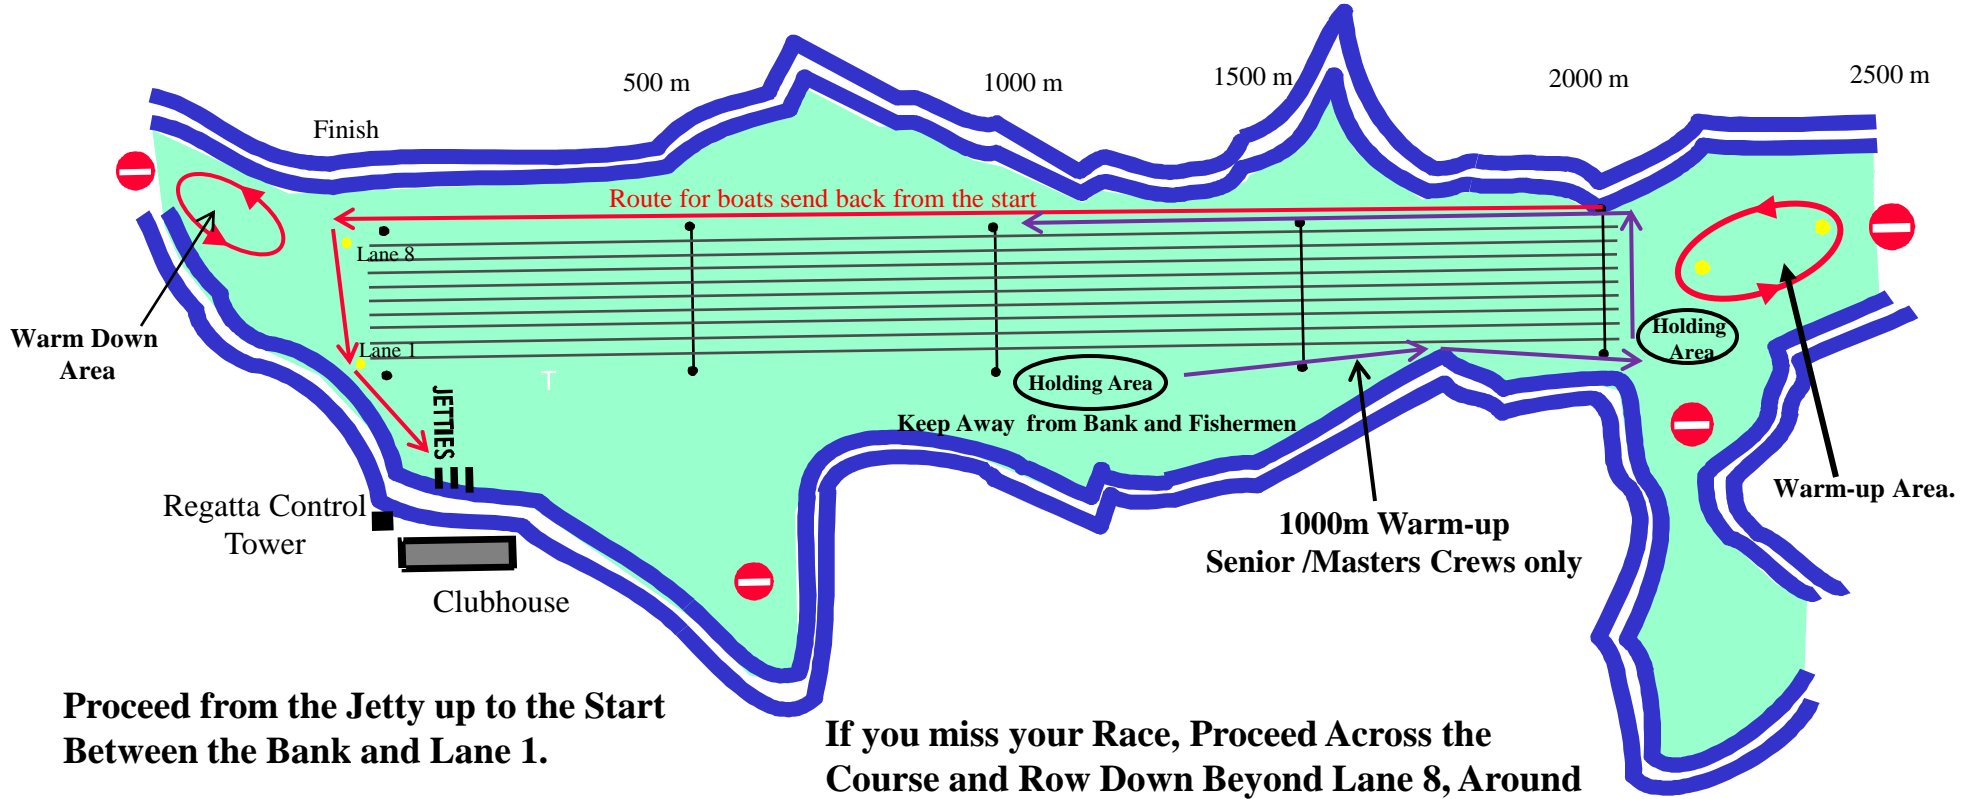 500 m
1000 m
1500 m
2000 m
2500 m
Finish
Route for boats send back from the start
Lane 8
Warm Down
Area
Lane 1
T
JETTIES
Holding Area
Holding
Area
Keep Away from Bank and Fishermen
Regatta Control
Tower
Clubhouse
1000m Warm-up
Senior /Masters Crews only
Warm-up Area.
Proceed from the Jetty up to the Start
Between the Bank and Lane 1.
If you miss your Race, Proceed Across the
Course and Row Down Beyond Lane 8, Around